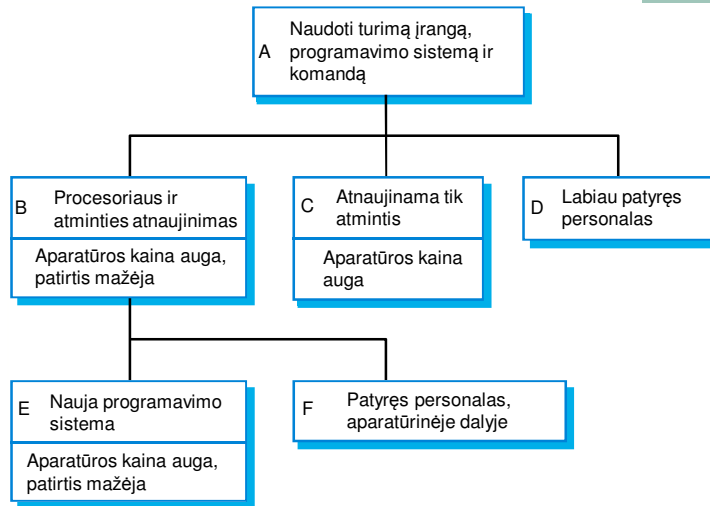 A
Naudoti turimą įrangą,
programavimo sistemą ir
komandą
B
Procesoriaus ir
atminties atnaujinimas
Aparatūros kaina auga,
patirtis mažėja
C
Atnaujinama tik
atmintis
Aparatūros kaina
auga
D
Labiau patyręs
personalas
E
Nauja programavimo
sistema
Aparatūros kaina auga,
patirtis mažėja
F
Patyręs personalas,
aparatūrinėje dalyje